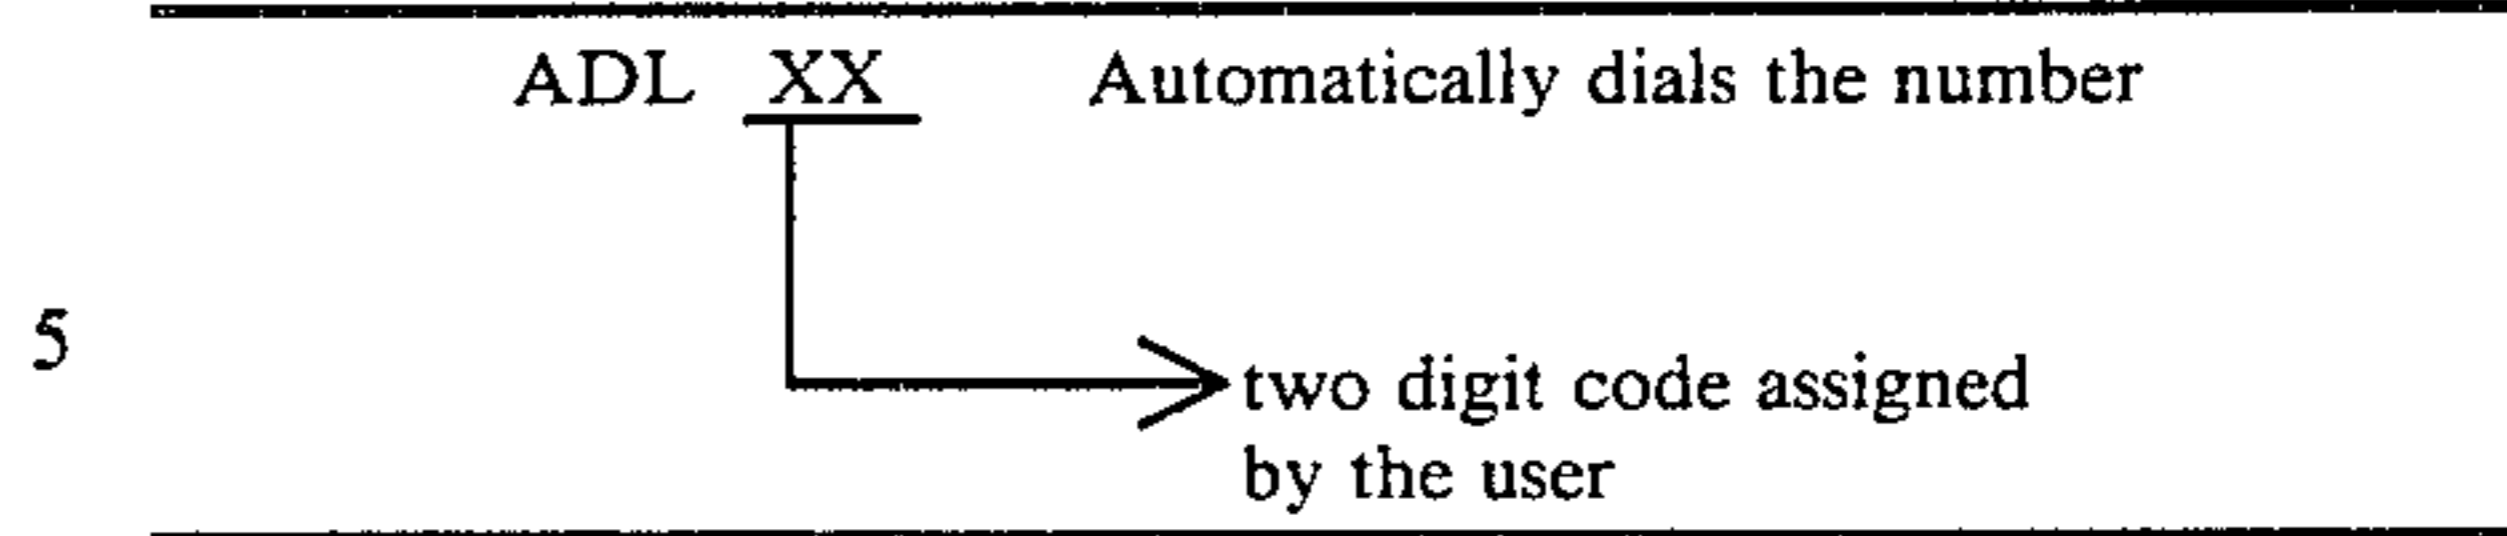 ADL XX Automatically dials the number
5
two digit code assigned
by the user